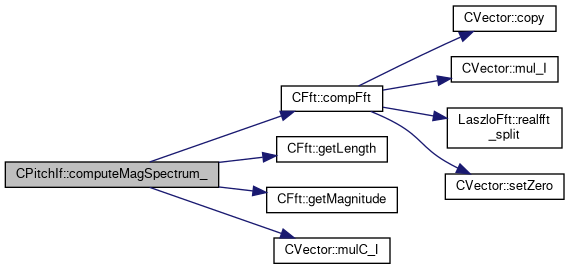 CVector::copy
CVector::mul_I
CFft::compFft
LaszloFft::realfft
_split
CFft::getLength
CPitchIf::computeMagSpectrum_
CVector::setZero
CFft::getMagnitude
CVector::mulC_I